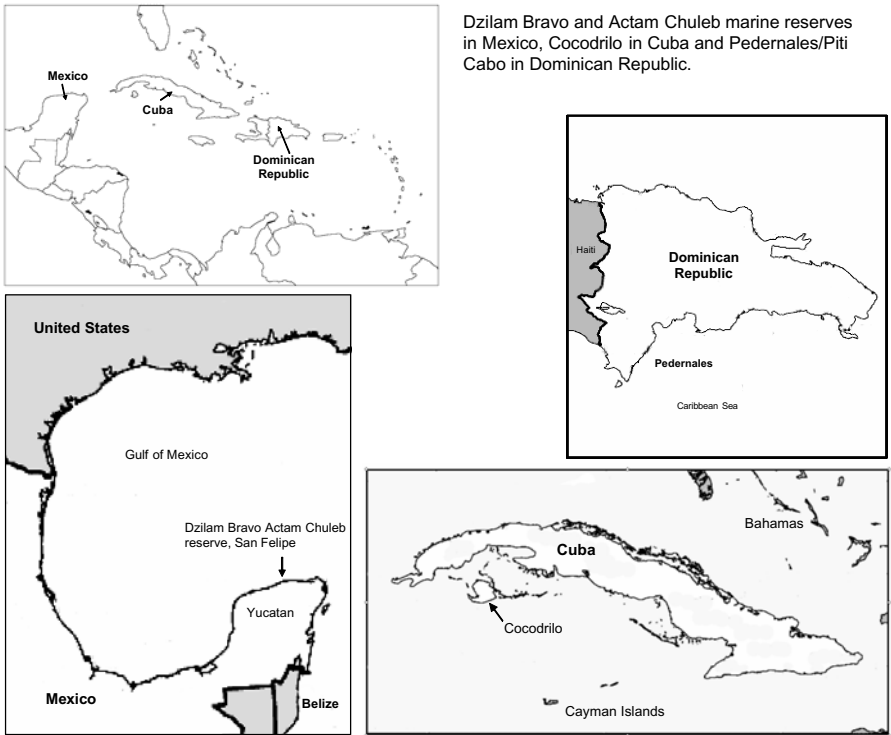 Dzilam Bravo and Actam Chuleb marine reserves
in Mexico, Cocodrilo in Cuba and Pedernales/Piti
Cabo in Dominican Republic.
Mexico
Cuba
Dominican
Republic
Haiti
Dominican
Republic
Pedernales
Caribbean Sea
United States
Gulf of Mexico
Dzilam Bravo Actam Chuleb
reserve, San Felipe
Yucatan
Mexico
Belize
Bahamas
Cuba
Cocodrilo
Cayman Islands